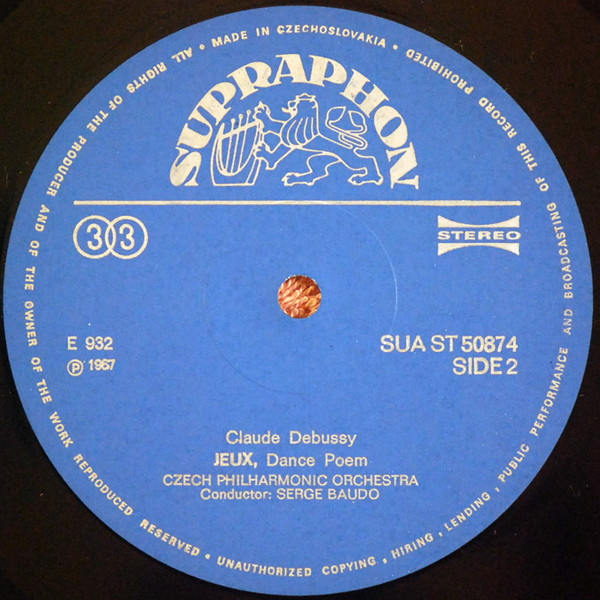 ALL RIGHTS OF THE PRODUCER AND OF THE OWNER OF THE WORK REPRODUCED RESERVED • UNAUTHORIZED COPYING, HIRING, LENDING, PUBLIC PERFORMANCE AND BROADCASTING OF THIS RECORD PROHIBITED • MADE IN CZECHOSLOVAKIA •
SUPRAPHON
33
STEREO
E 932
SUA ST 50874
Ⓟ 1967
SIDE 2
Claude Debussy
JEUX, Dance Poem
CZECH PHILHARMONIC ORCHESTRA
Conductor: SERGE BAUDO